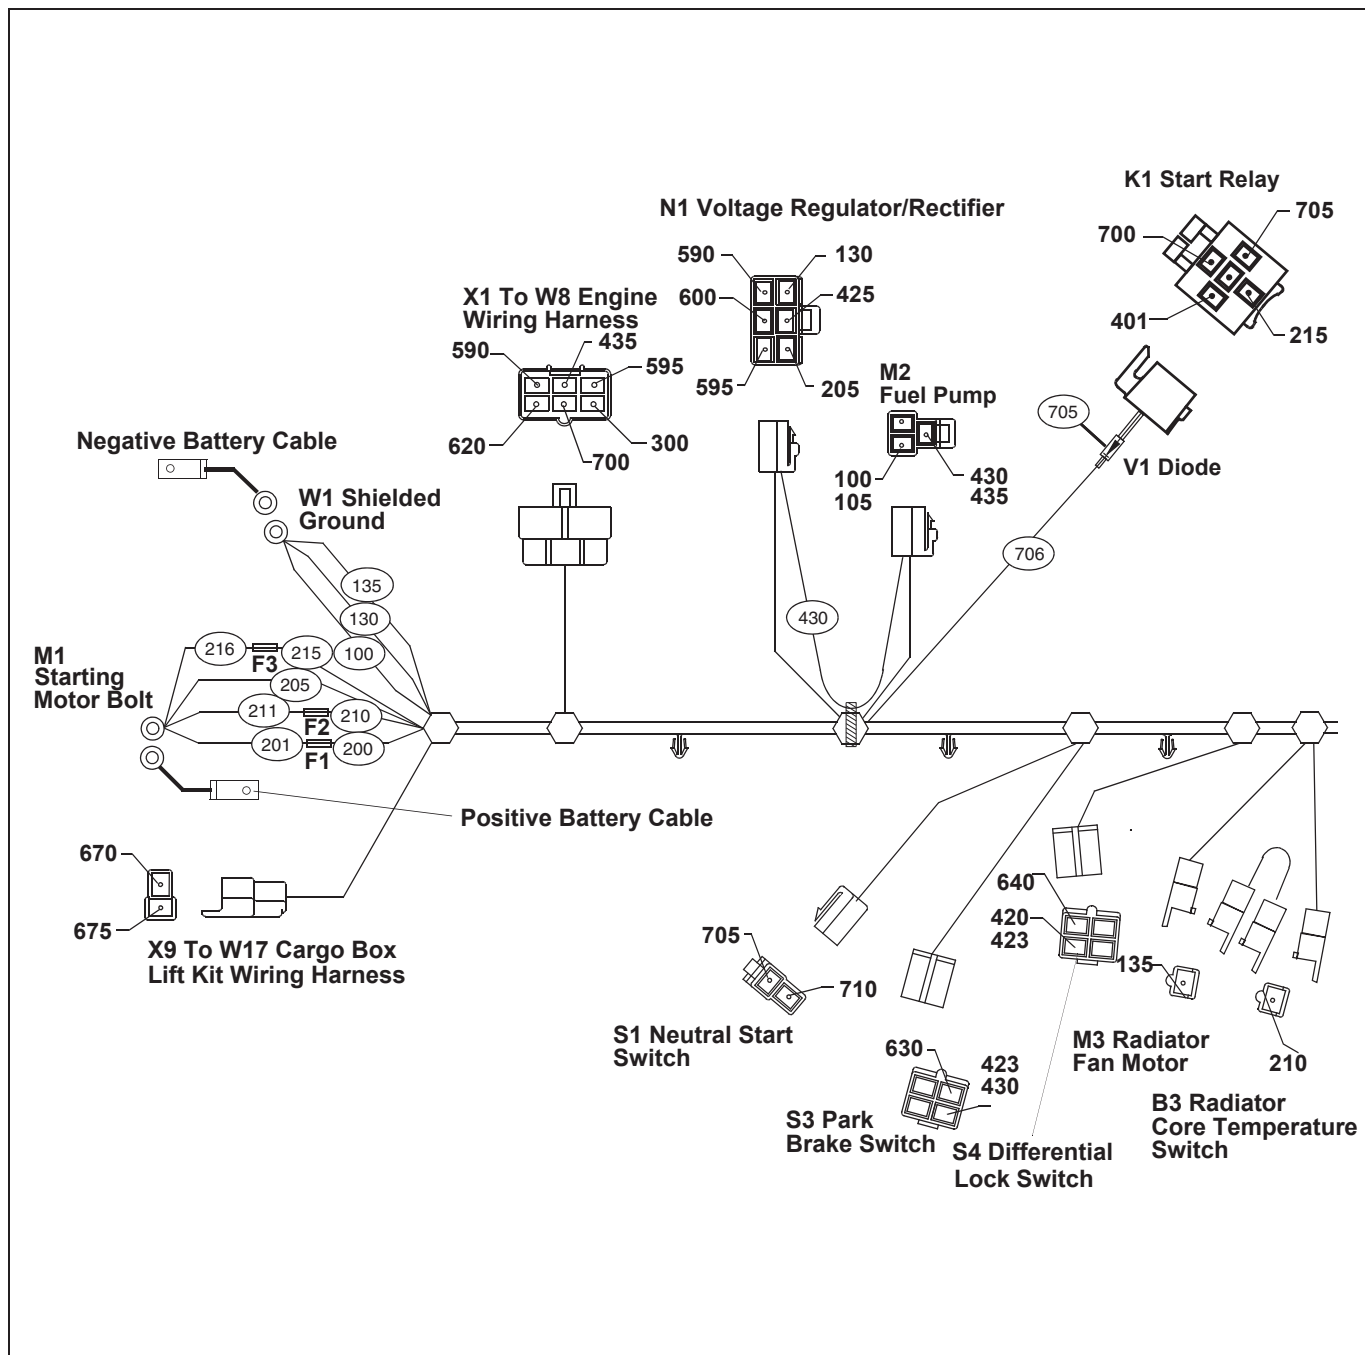 K1 Start Relay
705
700
401
215
N1 Voltage Regulator/Rectifier
590
130
600
425
595
205
X1 To W8 Engine
Wiring Harness
435
590
595
620
700
300
M2
Fuel Pump
100
105
430
435
705
V1 Diode
706
430
Negative Battery Cable
W1 Shielded
Ground
135
130
100
M1
Starting
Motor Bolt
216
F3
215
205
211
F2
210
201
F1
200
Positive Battery Cable
670
675
X9 To W17 Cargo Box
Lift Kit Wiring Harness
705
710
S1 Neutral Start
Switch
630
423
430
S3 Park
Brake Switch
640
420
423
S4 Differential
Lock Switch
135
M3 Radiator
Fan Motor
210
B3 Radiator
Core Temperature
Switch